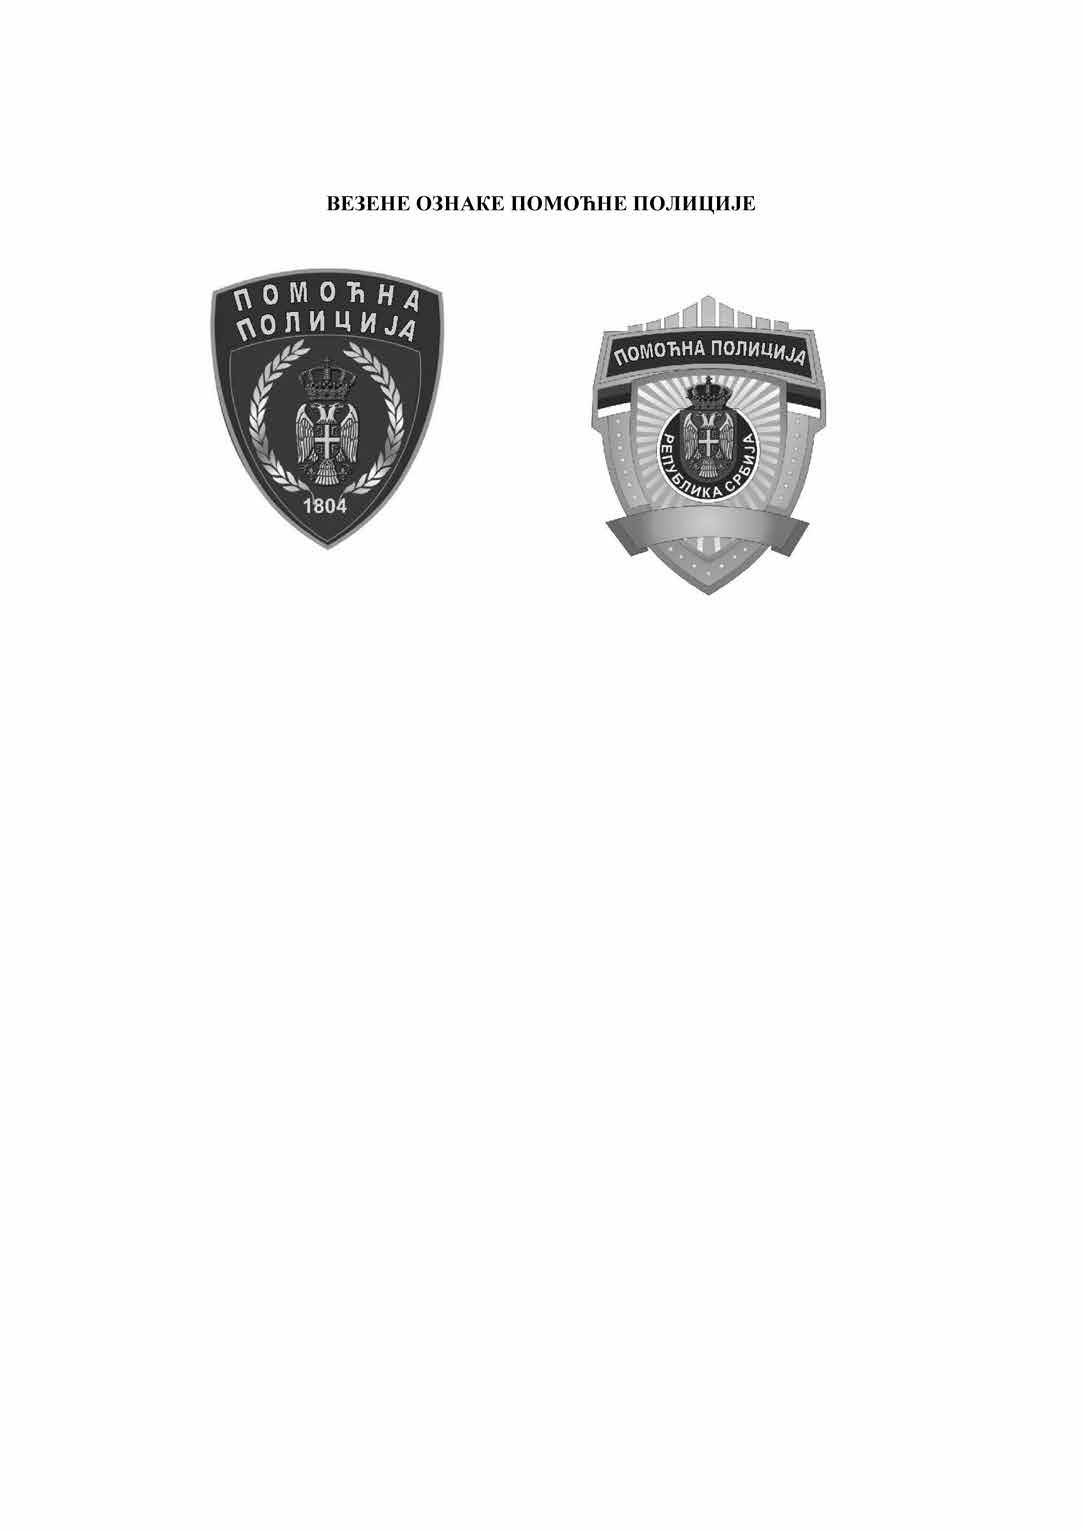 ВЕЗЕНЕ ОЗНАКЕ ПОМОЋНЕ ПОЛИЦИЈЕ
ПОМОЋНА
ПОЛИЦИЈА
1804
ПОМОЋНА ПОЛИЦИЈА
РЕПУБЛИКА СРБИЈА